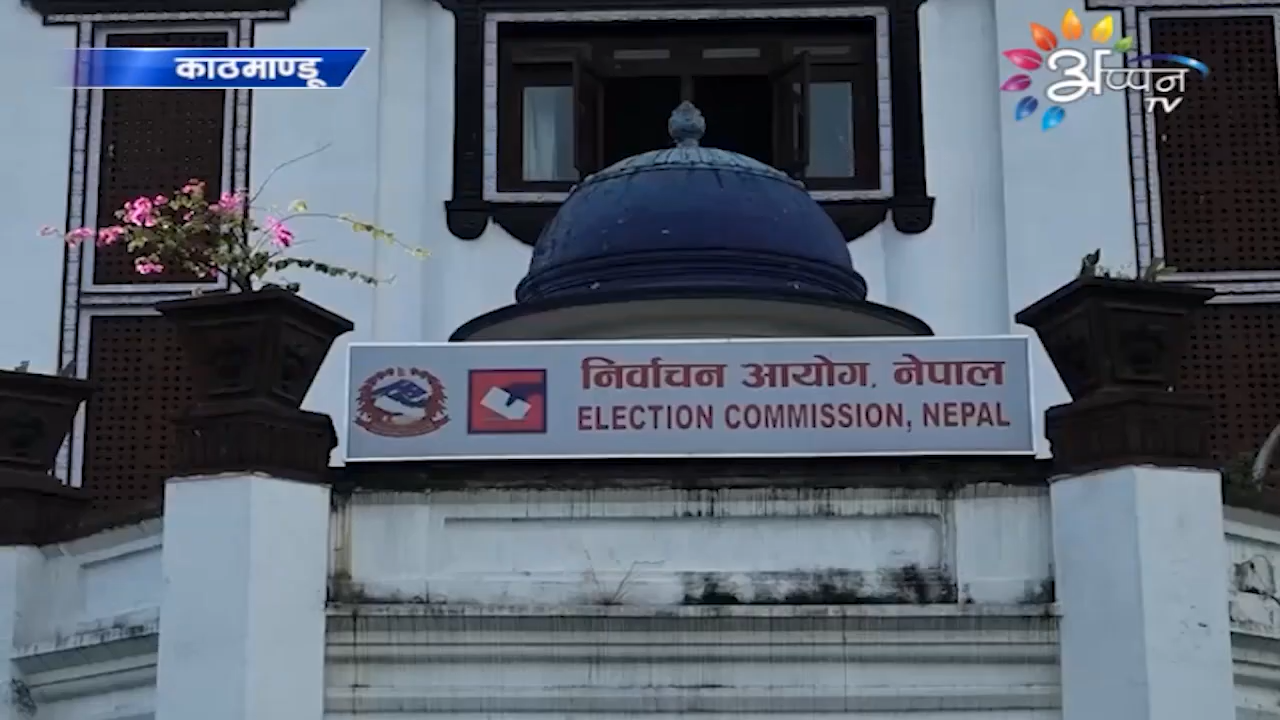 काठमाण्डू
अप्पन
TV
निर्वाचन आयोग, नेपाल
ELECTION COMMISSION, NEPAL